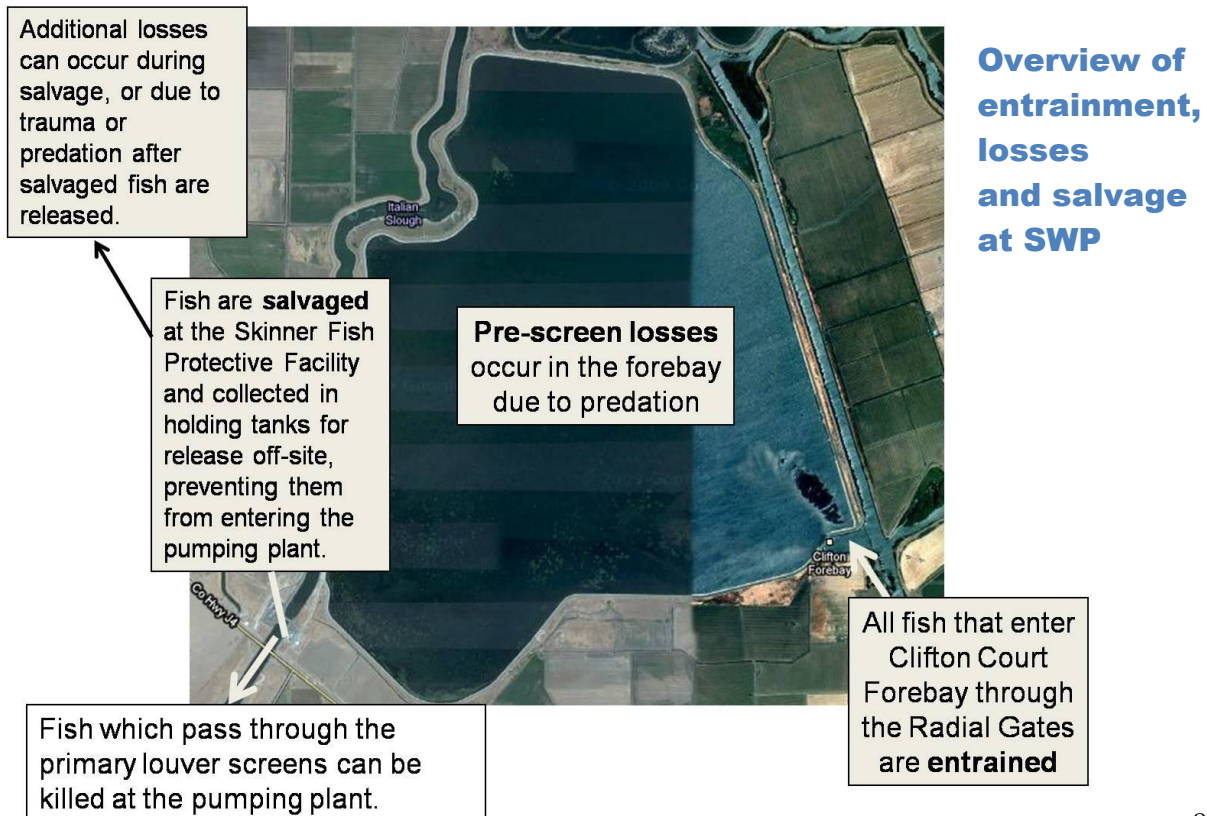 Additional losses
can occur during
salvage, or due to
trauma or
predation after
salvaged fish are
released.
Overview of
entrainment,
losses
and salvage
at SWP
Italian
Slough
Fish are salvaged
at the Skinner Fish
Protective Facility
and collected in
holding tanks for
release off-site,
preventing them
from entering the
pumping plant.
Pre-screen losses
occur in the forebay
due to predation
Clifton
Forebay
Co Hwy J4
All fish that enter
Clifton Court
Forebay through
the Radial Gates
are entrained
Fish which pass through the
primary louver screens can be
killed at the pumping plant.